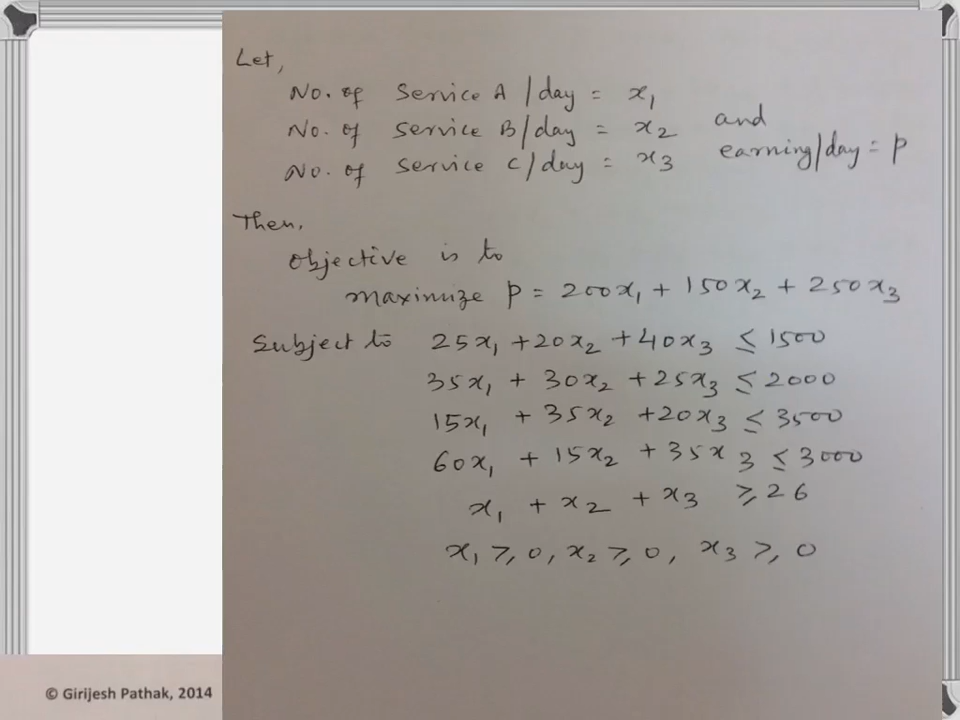 Let,
No. of Service A / day = x₁
No. of Service B / day = x₂ and
No. of Service C / day = x₃ earning/day = p
Then,
Objective is to
maximize p = 200x₁ + 150x₂ + 250x₃
Subject to 25x₁ + 20x₂ + 40x₃ ≤ 1500
35x₁ + 30x₂ + 25x₃ ≤ 2000
15x₁ + 35x₂ + 20x₃ ≤ 3500
60x₁ + 15x₂ + 35x₃ ≤ 3000
x₁ + x₂ + x₃ ≥ 26
x₁ ≥ 0, x₂ ≥ 0, x₃ ≥ 0
© Girijesh Pathak, 2014